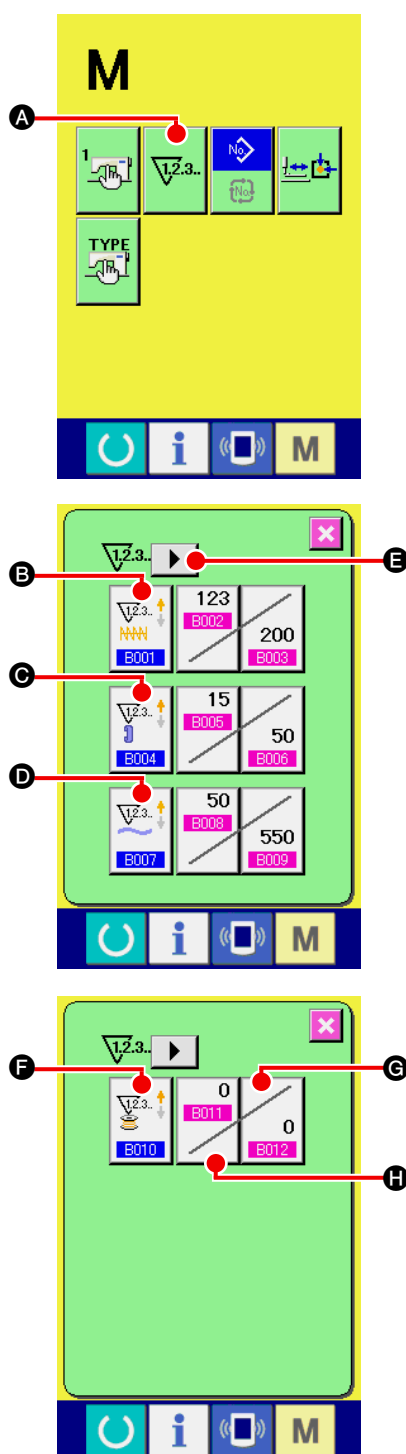 M
A
1
1.2.3..
No.
No.
TYPE
M
1.2.3..
E
B
1.2.3..
B001
123
B002
200
B003
C
1.2.3..
B004
15
B005
50
B006
D
1.2.3..
B007
50
B008
550
B009
M
1.2.3..
F
G
1.2.3..
B010
0
B011
0
B012
H
M